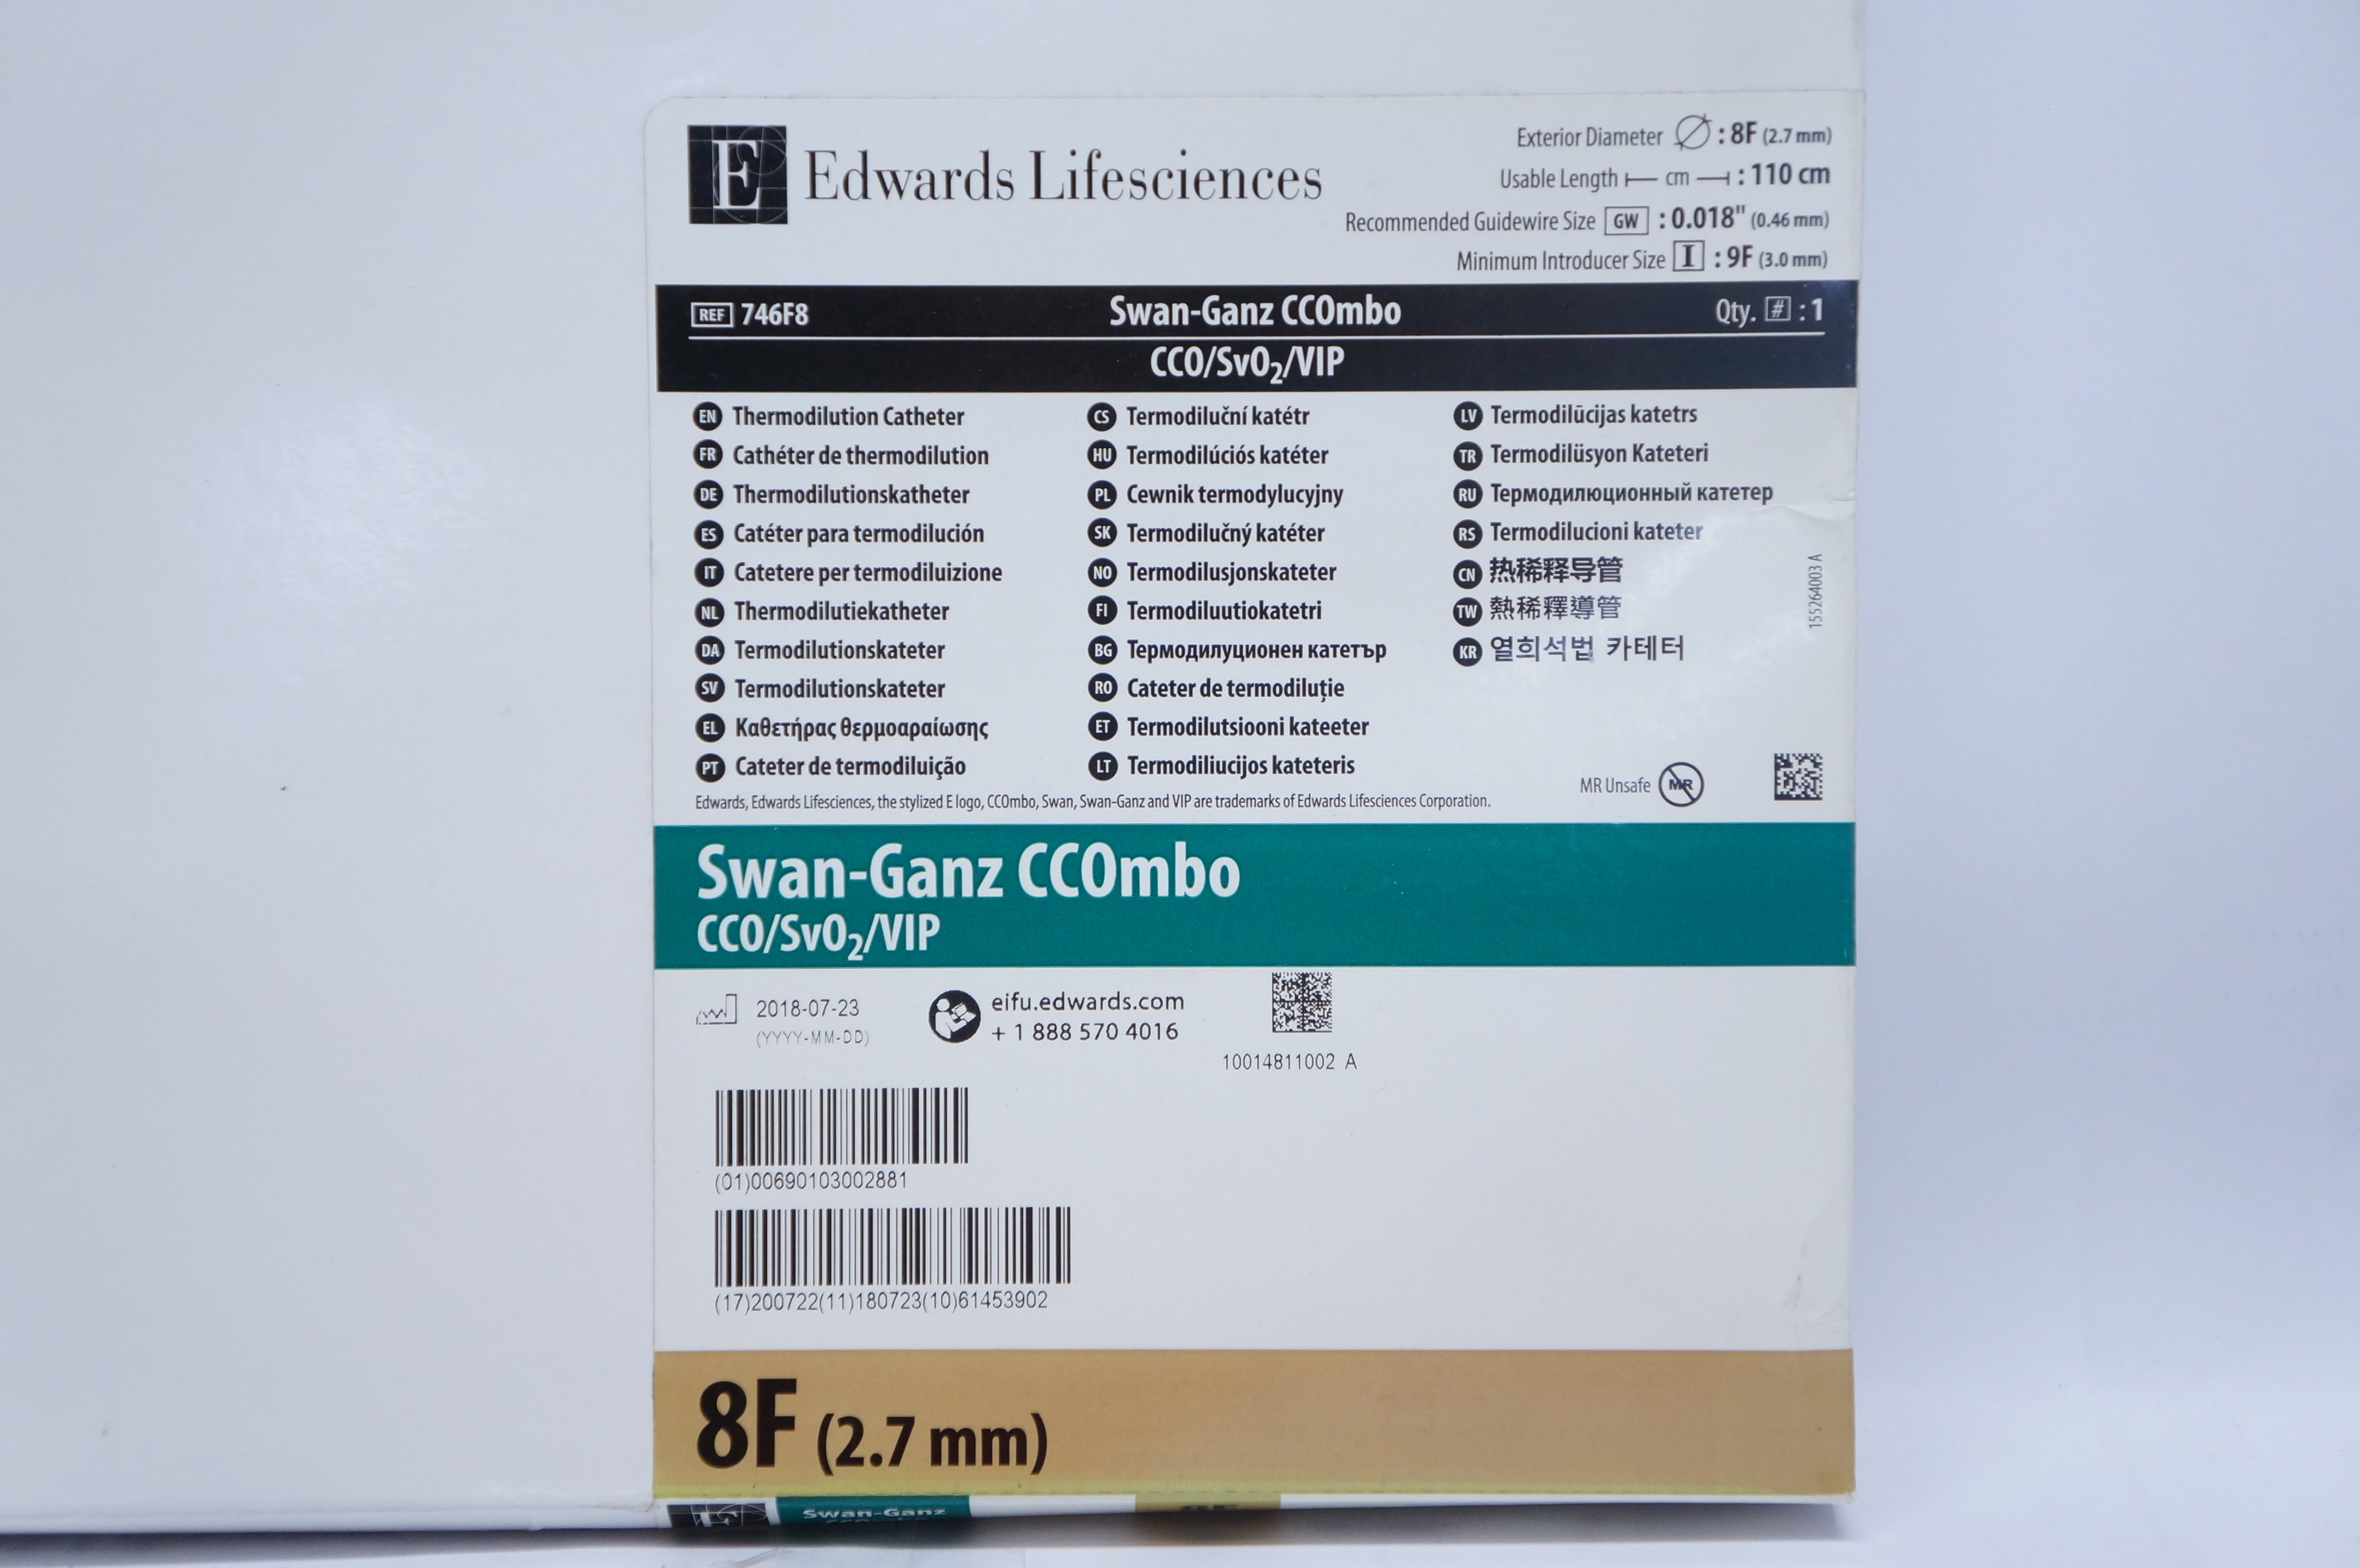 E Edwards Lifesciences
Exterior Diameter : 8F (2.7 mm)
Usable Length cm : 110 cm
Recommended Guidewire Size GW : 0.018" (0.46 mm)
Minimum Introducer Size I : 9F (3.0 mm)
REF 746F8 Swan-Ganz CCOmbo Qty. # : 1
CCO/SvO2/VIP
EN Thermodilution Catheter
FR Cathéter de thermodilution
DE Thermodilutionskatheter
ES Catéter para termodilución
IT Catetere per termodiluizione
NL Thermodilutiekatheter
DA Termodilutionskateter
SV Termodilutionskateter
EL Καθετήρας θερμοαραίωσης
PT Cateter de termodiluição
CS Termodiluční katétr
HU Termodilúciós katéter
PL Cewnik termodylucyjny
SK Termodilučný katéter
NO Termodilusjonskateter
FI Termodiluutiokatetri
BG Термодилуционен катетър
RO Cateter de termodiluție
ET Termodilutsiooni kateeter
LT Termodiliucijos kateteris
LV Termodilūcijas katetrs
TR Termodilüsyon Kateteri
RU Термодилюционный катетер
RS Termodilucioni kateter
CN 热稀释导管
TW 熱稀釋導管
KR 열희석법 카테터
155264003 A
MR Unsafe MR
Edwards, Edwards Lifesciences, the stylized E logo, CCOmbo, Swan, Swan-Ganz and VIP are trademarks of Edwards Lifesciences Corporation.
Swan-Ganz CCOmbo
CCO/SvO2/VIP
2018-07-23
(YYYY-MM-DD)
eifu.edwards.com
+ 1 888 570 4016
10014811002 A
(01)00690103002881
(17)200722(11)180723(10)61453902
8F (2.7 mm)
E Swan-Ganz